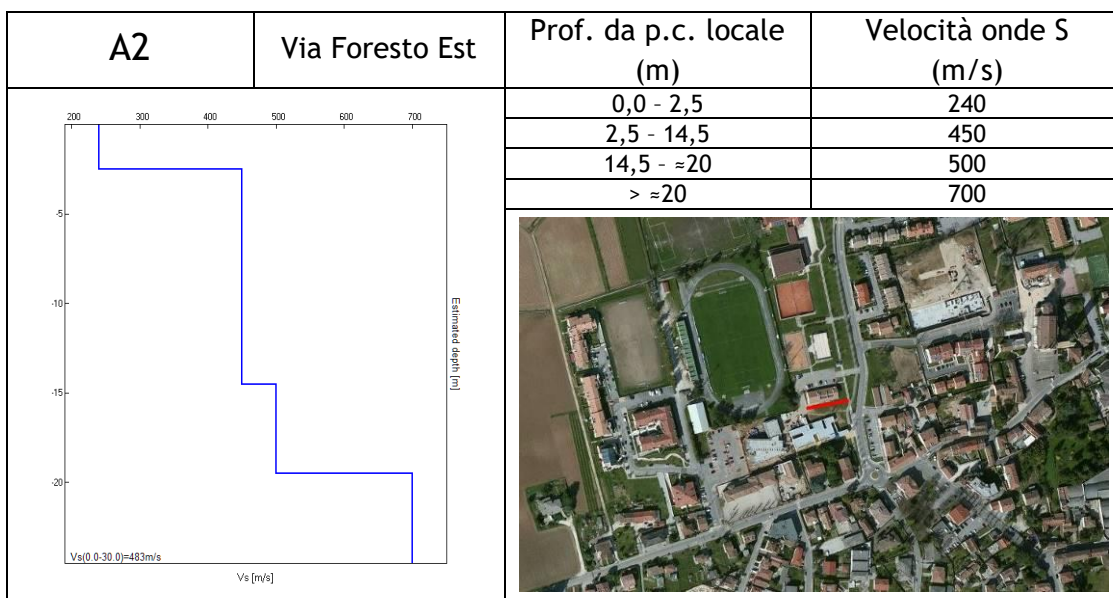 A2
Via Foresto Est
Prof. da p.c. locale
(m)
Velocità onde S
(m/s)
0,0 – 2,5
240
2,5 – 14,5
450
14,5 – ≈20
500
> ≈20
700
200 300 400 500 600 700
-5
-10
-15
-20
Estimated depth [m]
Vs(0.0-30.0)=483m/s
Vs [m/s]